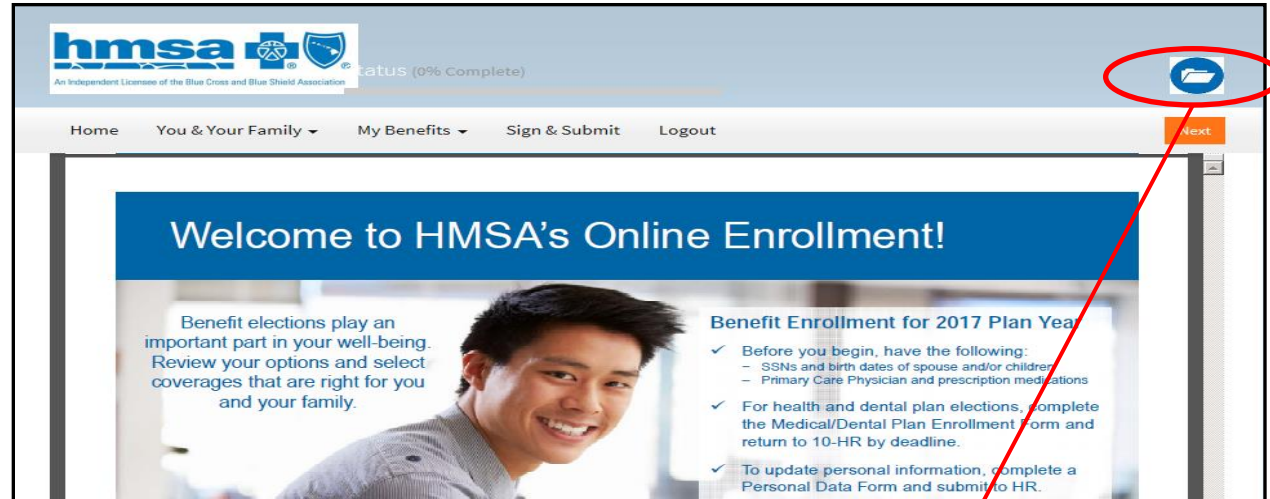 hmsa
An Independent Licensee of the Blue Cross and Blue Shield Association
tatus (0% Complete)
Home You & Your Family My Benefits Sign & Submit Logout Next
Welcome to HMSA's Online Enrollment!
Benefit elections play an
important part in your well-being.
Review your options and select
coverages that are right for you
and your family.
Benefit Enrollment for 2017 Plan Year
✓ Before you begin, have the following:
– SSNs and birth dates of spouse and/or children
– Primary Care Physician and prescription medications
✓ For health and dental plan elections, complete
the Medical/Dental Plan Enrollment Form and
return to 10-HR by deadline.
✓ To update personal information, complete a
Personal Data Form and submit to HR.